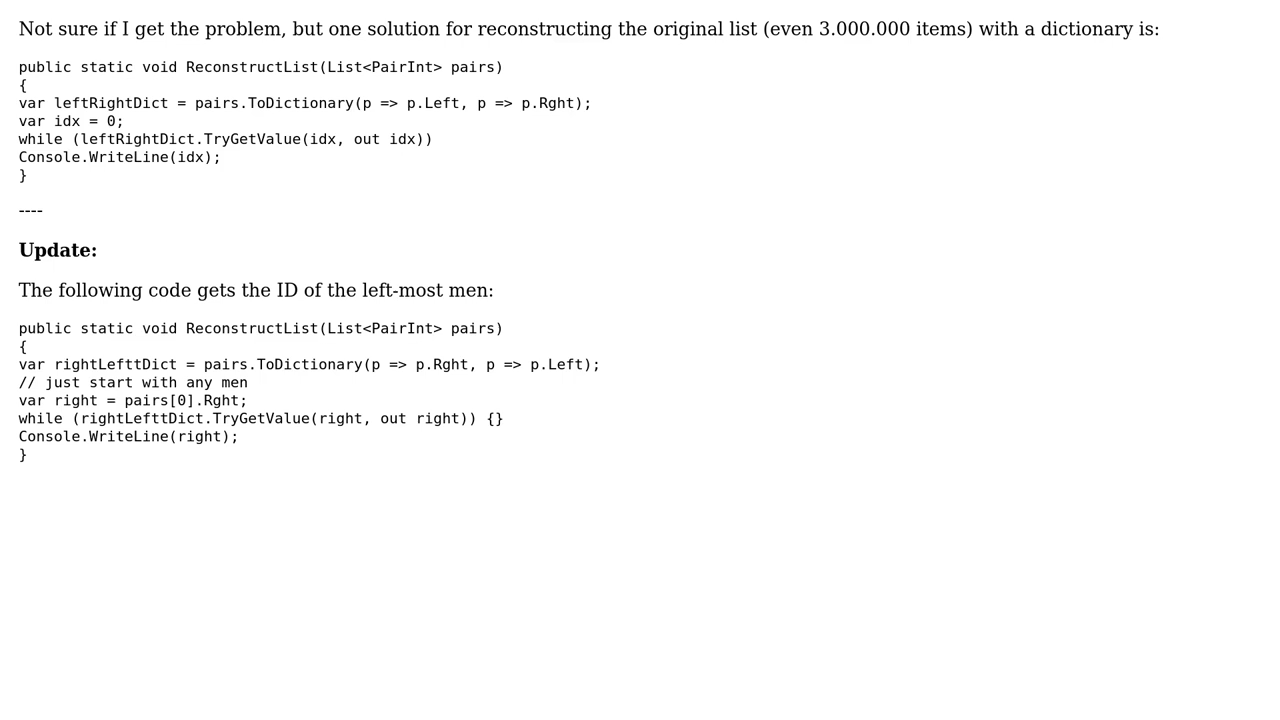 Not sure if I get the problem, but one solution for reconstructing the original list (even 3.000.000 items) with a dictionary is:
public static void ReconstructList(List<PairInt> pairs)
{
var leftRightDict = pairs.ToDictionary(p => p.Left, p => p.Rght);
var idx = 0;
while (leftRightDict.TryGetValue(idx, out idx))
Console.WriteLine(idx);
}
----
Update:
The following code gets the ID of the left-most men:
public static void ReconstructList(List<PairInt> pairs)
{
var rightLefttDict = pairs.ToDictionary(p => p.Rght, p => p.Left);
// just start with any men
var right = pairs[0].Rght;
while (rightLefttDict.TryGetValue(right, out right)) {}
Console.WriteLine(right);
}